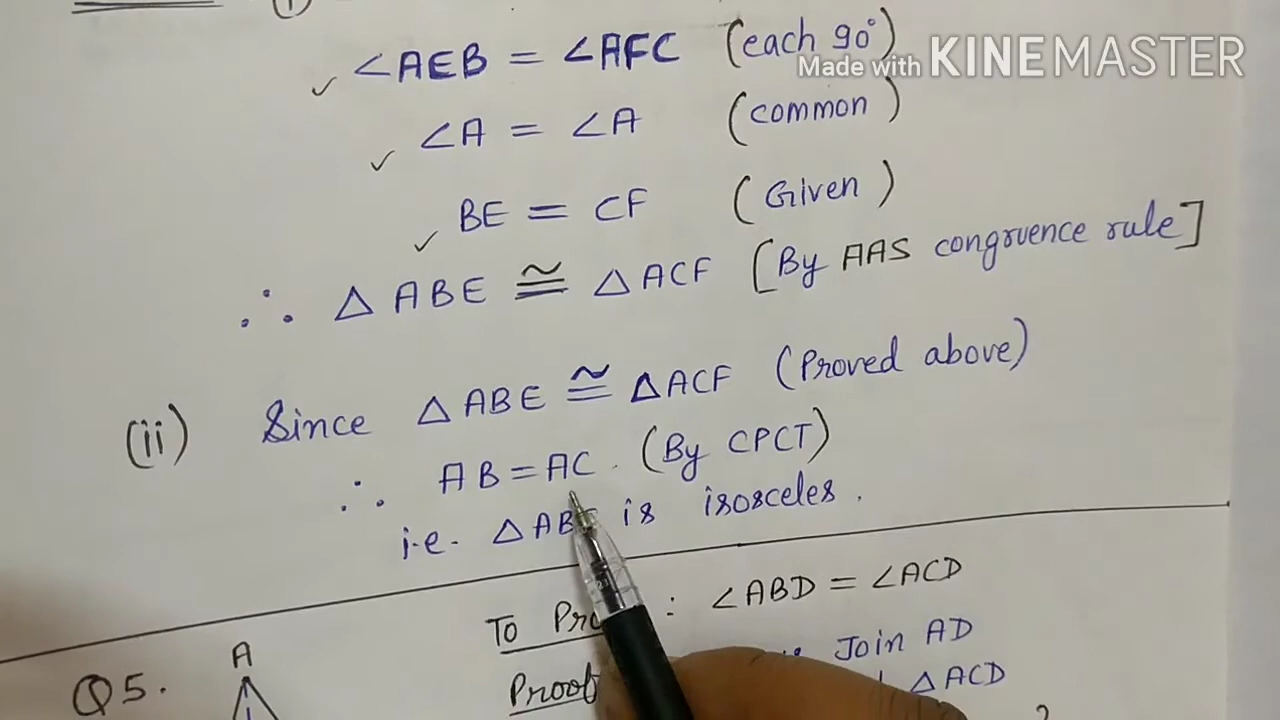 (i)
∠AEB = ∠AFC (each 90°)
Made with KINEMASTER
✓ ∠A = ∠A (common)
✓ BE = CF (Given)
∴ △ABE ≅ △ACF [By AAS congruence rule]
(ii) Since △ABE ≅ △ACF (Proved above)
∴ AB = AC. (By CPCT)
i.e. △AB is isosceles.
To : ∠ABD = ∠ACD
Q5. A
Proof Join AD
△ACD